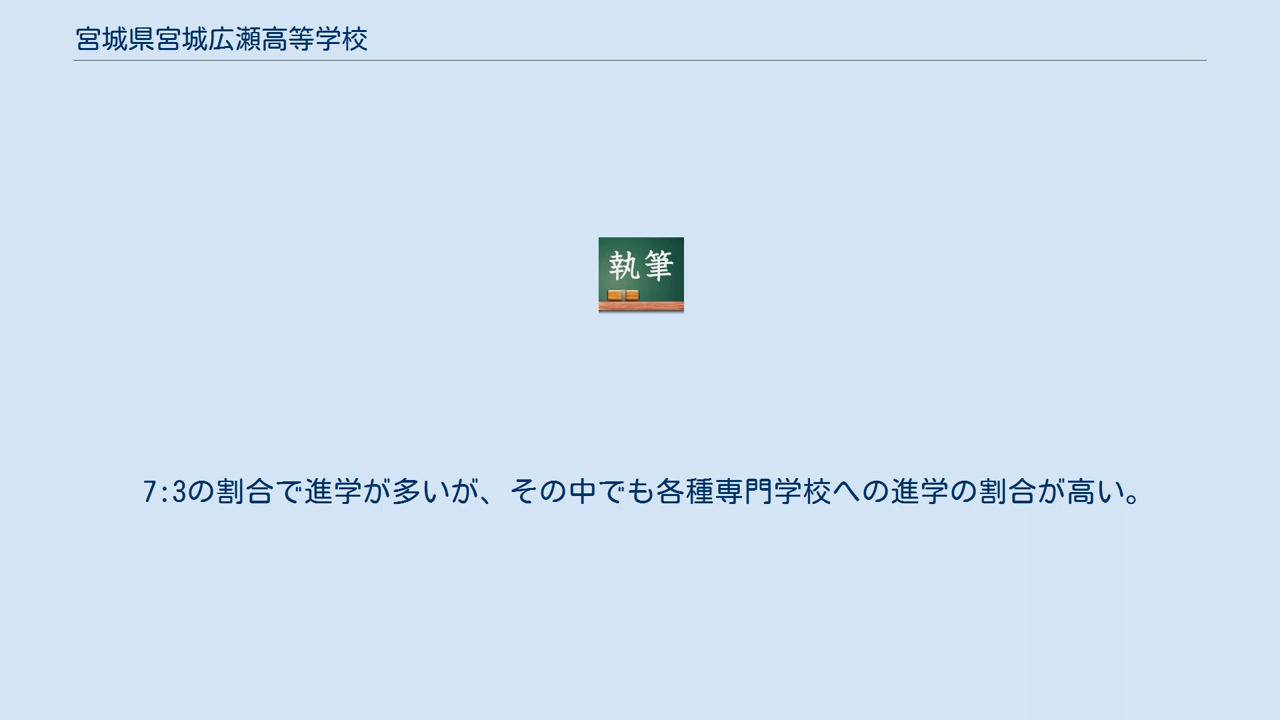 宮城県宮城広瀬高等学校
執筆
7:3の割合で進学が多いが、その中でも各種専門学校への進学の割合が高い。